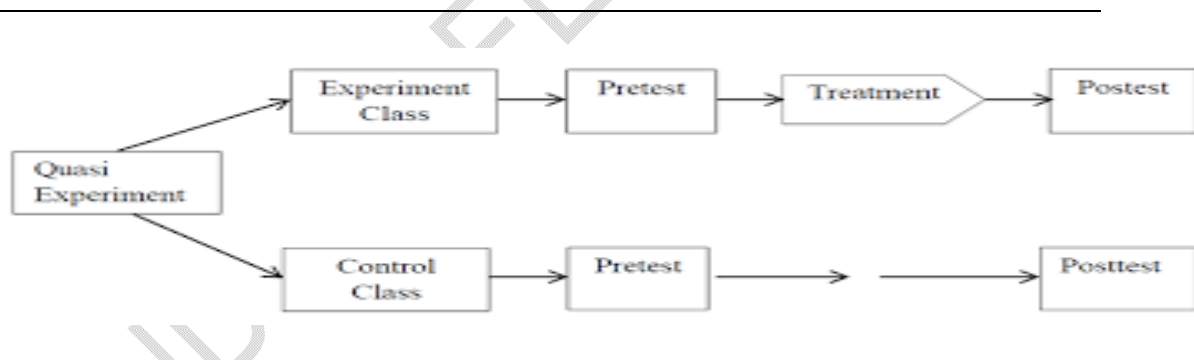 Experiment
Class
Pretest
Treatment
Postest
Quasi
Experiment
Control
Class
Pretest
Posttest